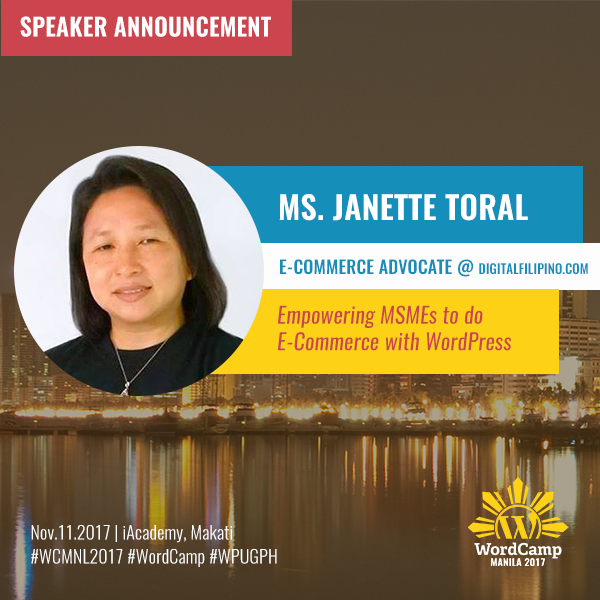 SPEAKER ANNOUNCEMENT
MS. JANETTE TORAL
E-COMMERCE ADVOCATE @ DIGITALFILIPINO.COM
Empowering MSMEs to do
E-Commerce with WordPress
Nov.11.2017 | iAcademy, Makati
#WCMNL2017 #WordCamp #WPUGPH
W
WordCamp
MANILA 2017